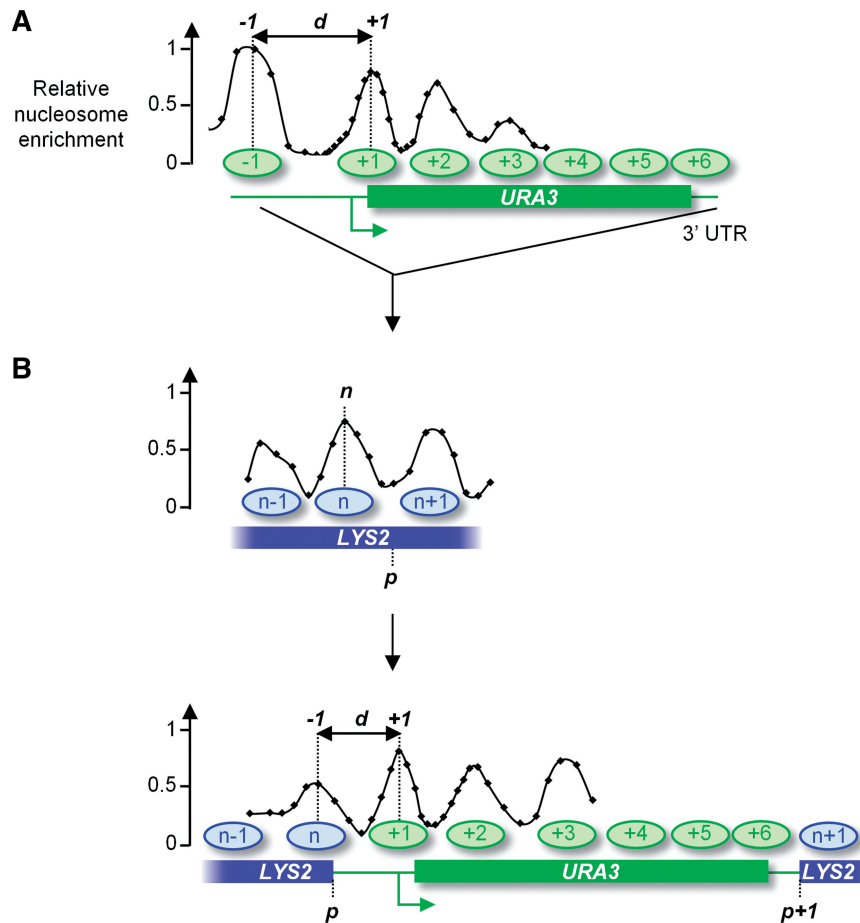 A
-1 d +1
Relative
nucleosome
enrichment
1
0.5
0
-1 +1 +2 +3 +4 +5 +6
URA3
3' UTR
B
n
1
0.5
0
n-1 n n+1
LYS2
p
-1 d +1
1
0.5
0
n-1 n +1 +2 +3 +4 +5 +6 n+1
LYS2 URA3 LYS2
p p+1